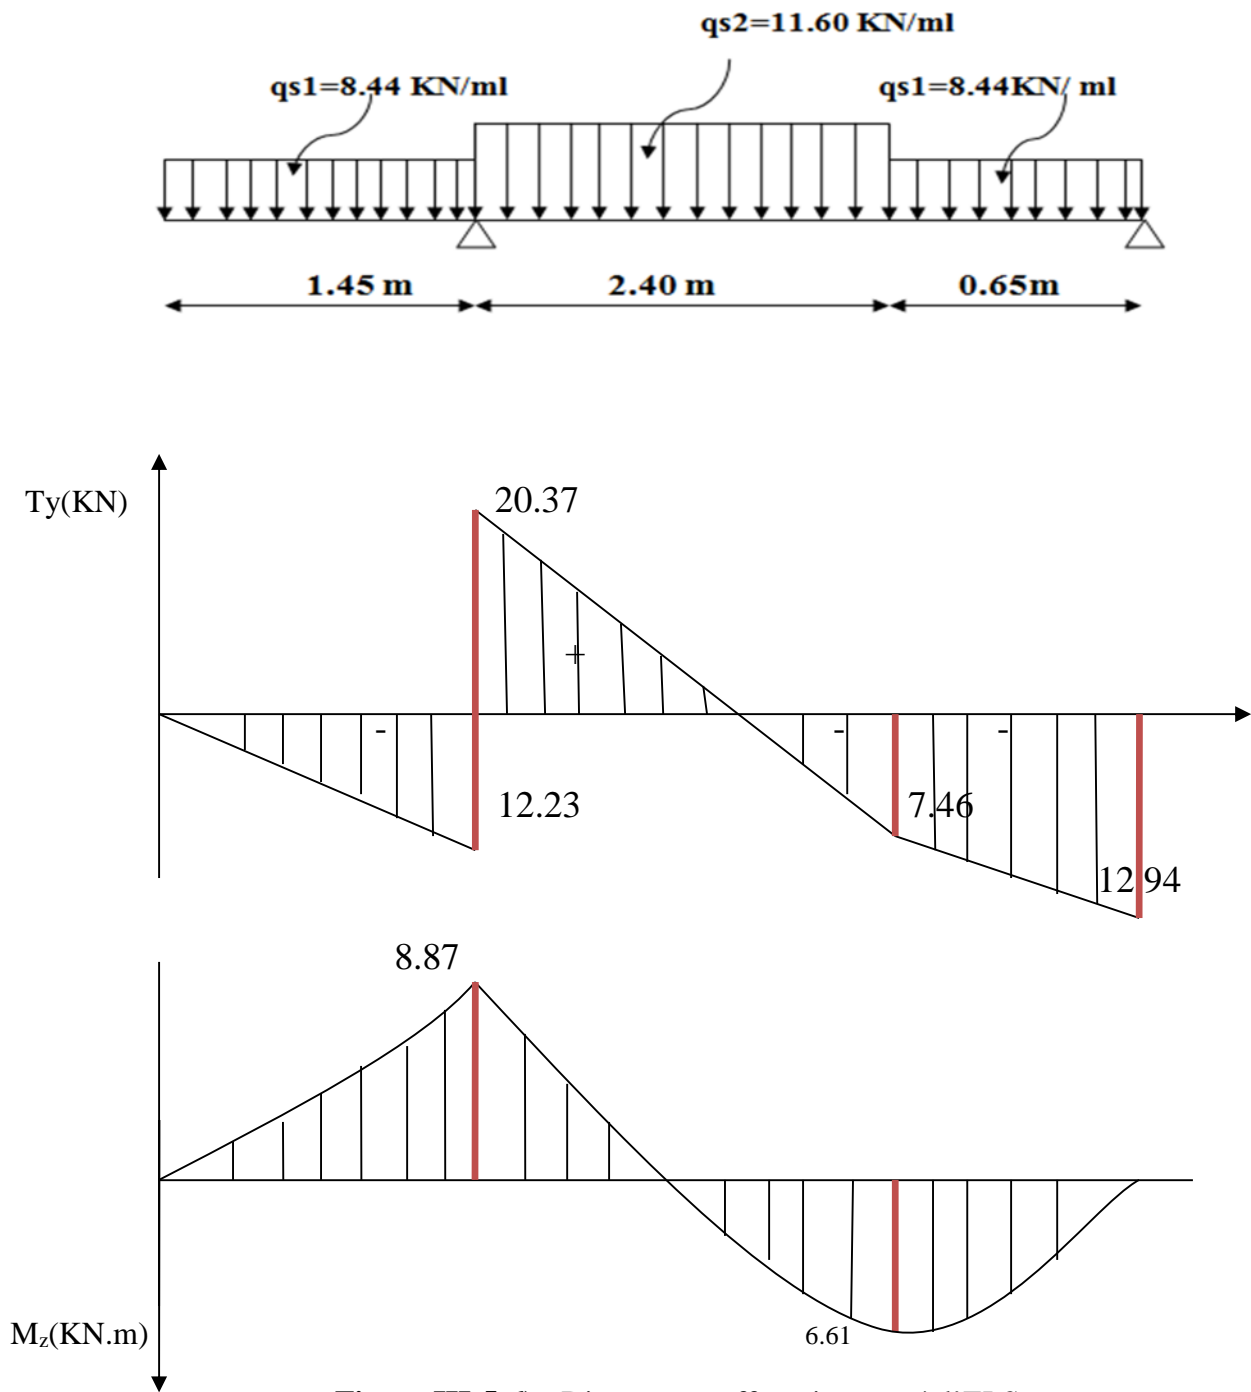 qs2=11.60 KN/ml
qs1=8.44 KN/ml
qs1=8.44KN/ ml
1.45 m
2.40 m
0.65m
Ty(KN)
20.37
+
-
-
-
12.23
7.46
12.94
8.87
6.61
Mz(KN.m)